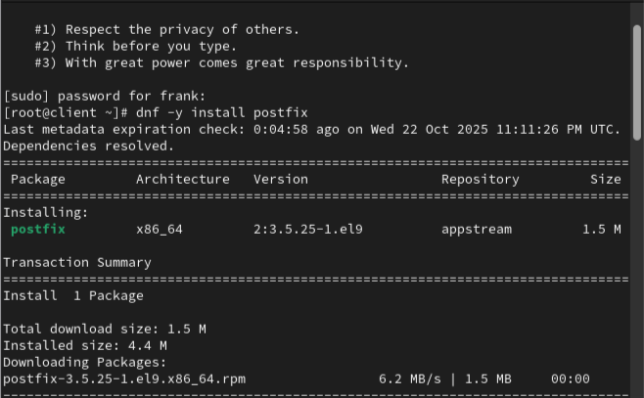 #1) Respect the privacy of others.
#2) Think before you type.
#3) With great power comes great responsibility.
[sudo] password for frank:
[root@client ~]# dnf -y install postfix
Last metadata expiration check: 0:04:58 ago on Wed 22 Oct 2025 11:11:26 PM UTC.
Dependencies resolved.
================================================================================
Package Architecture Version Repository Size
================================================================================
Installing:
postfix x86_64 2:3.5.25-1.el9 appstream 1.5 M
Transaction Summary
================================================================================
Install 1 Package
Total download size: 1.5 M
Installed size: 4.4 M
Downloading Packages:
postfix-3.5.25-1.el9.x86_64.rpm 6.2 MB/s | 1.5 MB 00:00
--------------------------------------------------------------------------------